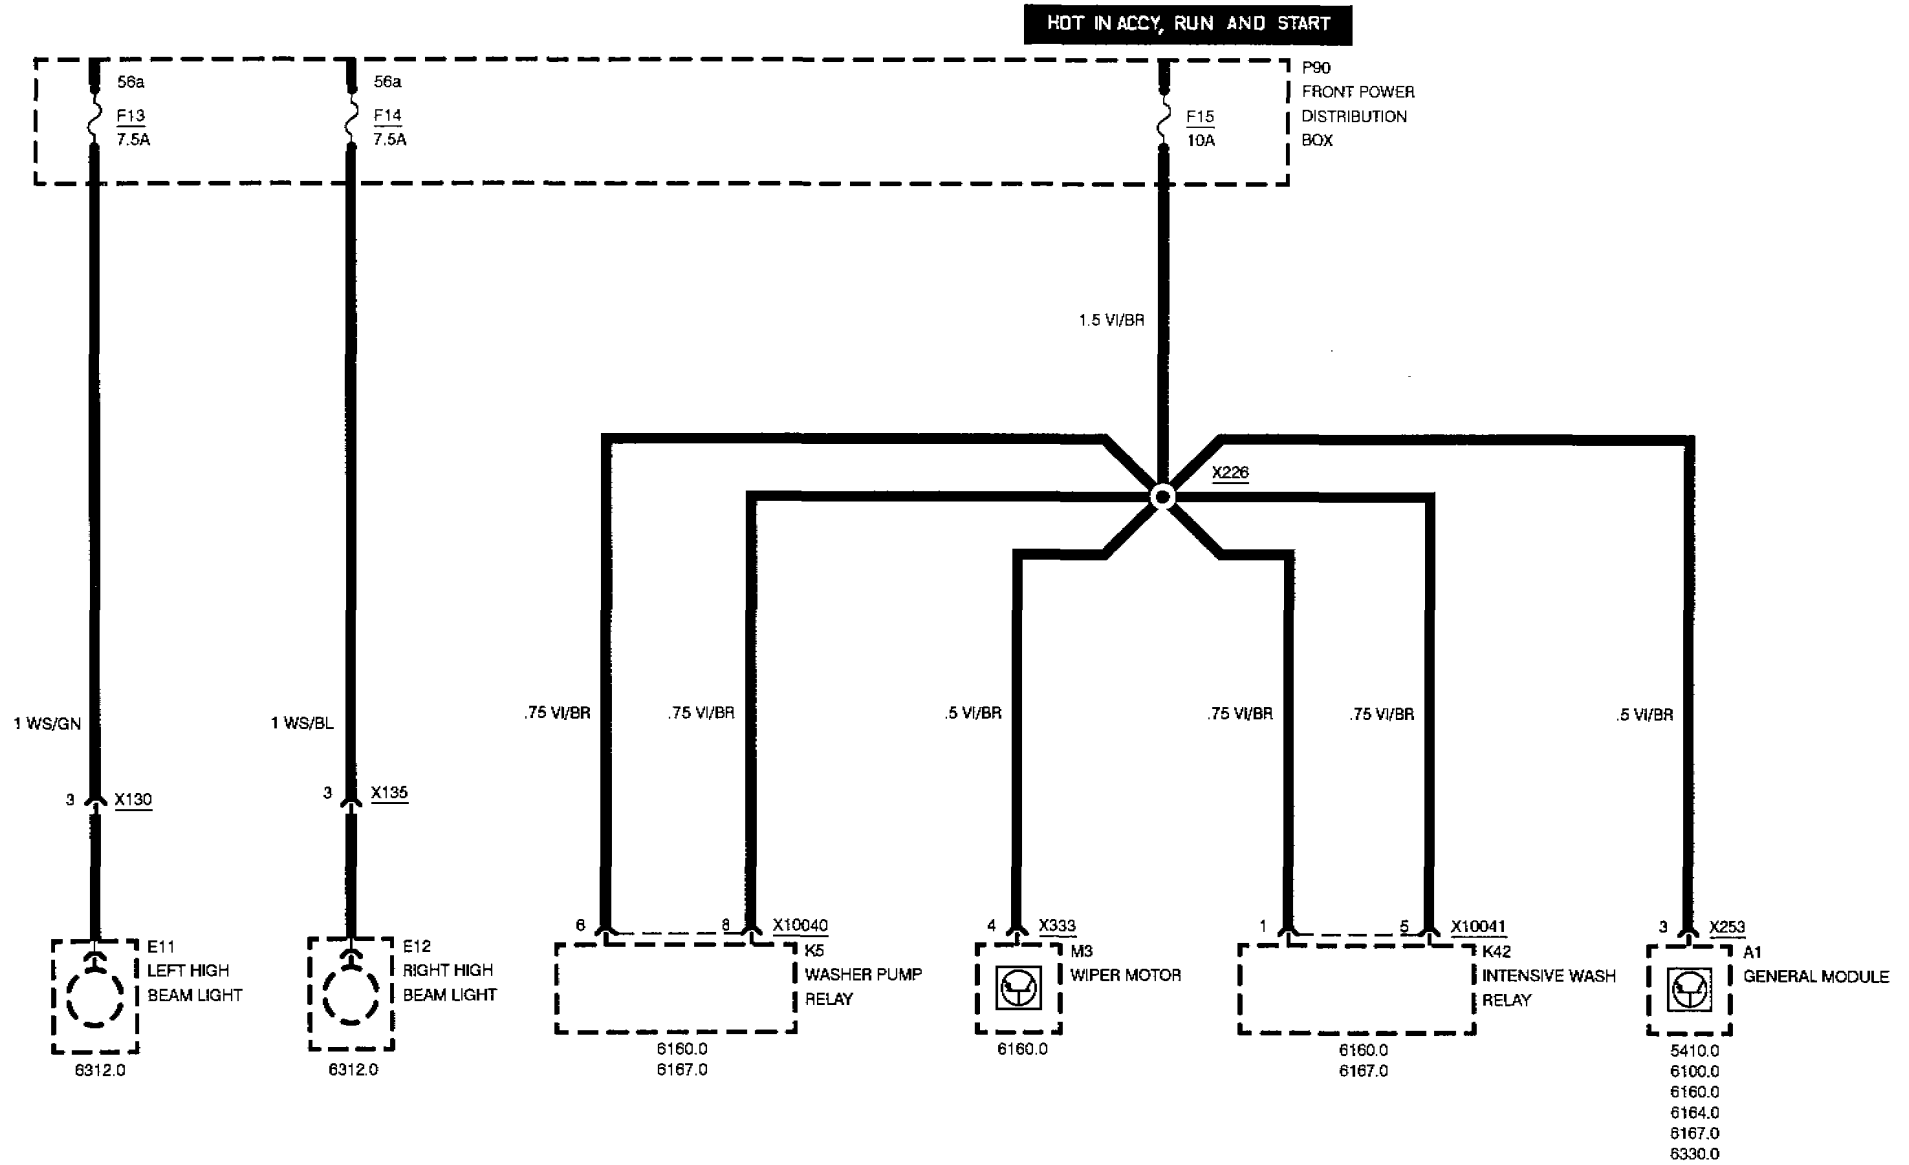 HOT IN ACCY, RUN AND START
56a
F13
7.5A
56a
F14
7.5A
F15
10A
P90
FRONT POWER
DISTRIBUTION
BOX
1.5 VI/BR
X226
1 WS/GN
1 WS/BL
.75 VI/BR
.75 VI/BR
.5 VI/BR
.75 VI/BR
.75 VI/BR
.5 VI/BR
3 X130
3 X135
6
8 X10040
4 X333
1
5 X10041
3 X253
E11
LEFT HIGH
BEAM LIGHT
6312.0
E12
RIGHT HIGH
BEAM LIGHT
6312.0
K5
WASHER PUMP
RELAY
6160.0
6167.0
M3
WIPER MOTOR
6160.0
K42
INTENSIVE WASH
RELAY
6160.0
6167.0
A1
GENERAL MODULE
5410.0
6100.0
6160.0
6164.0
6167.0
6330.0